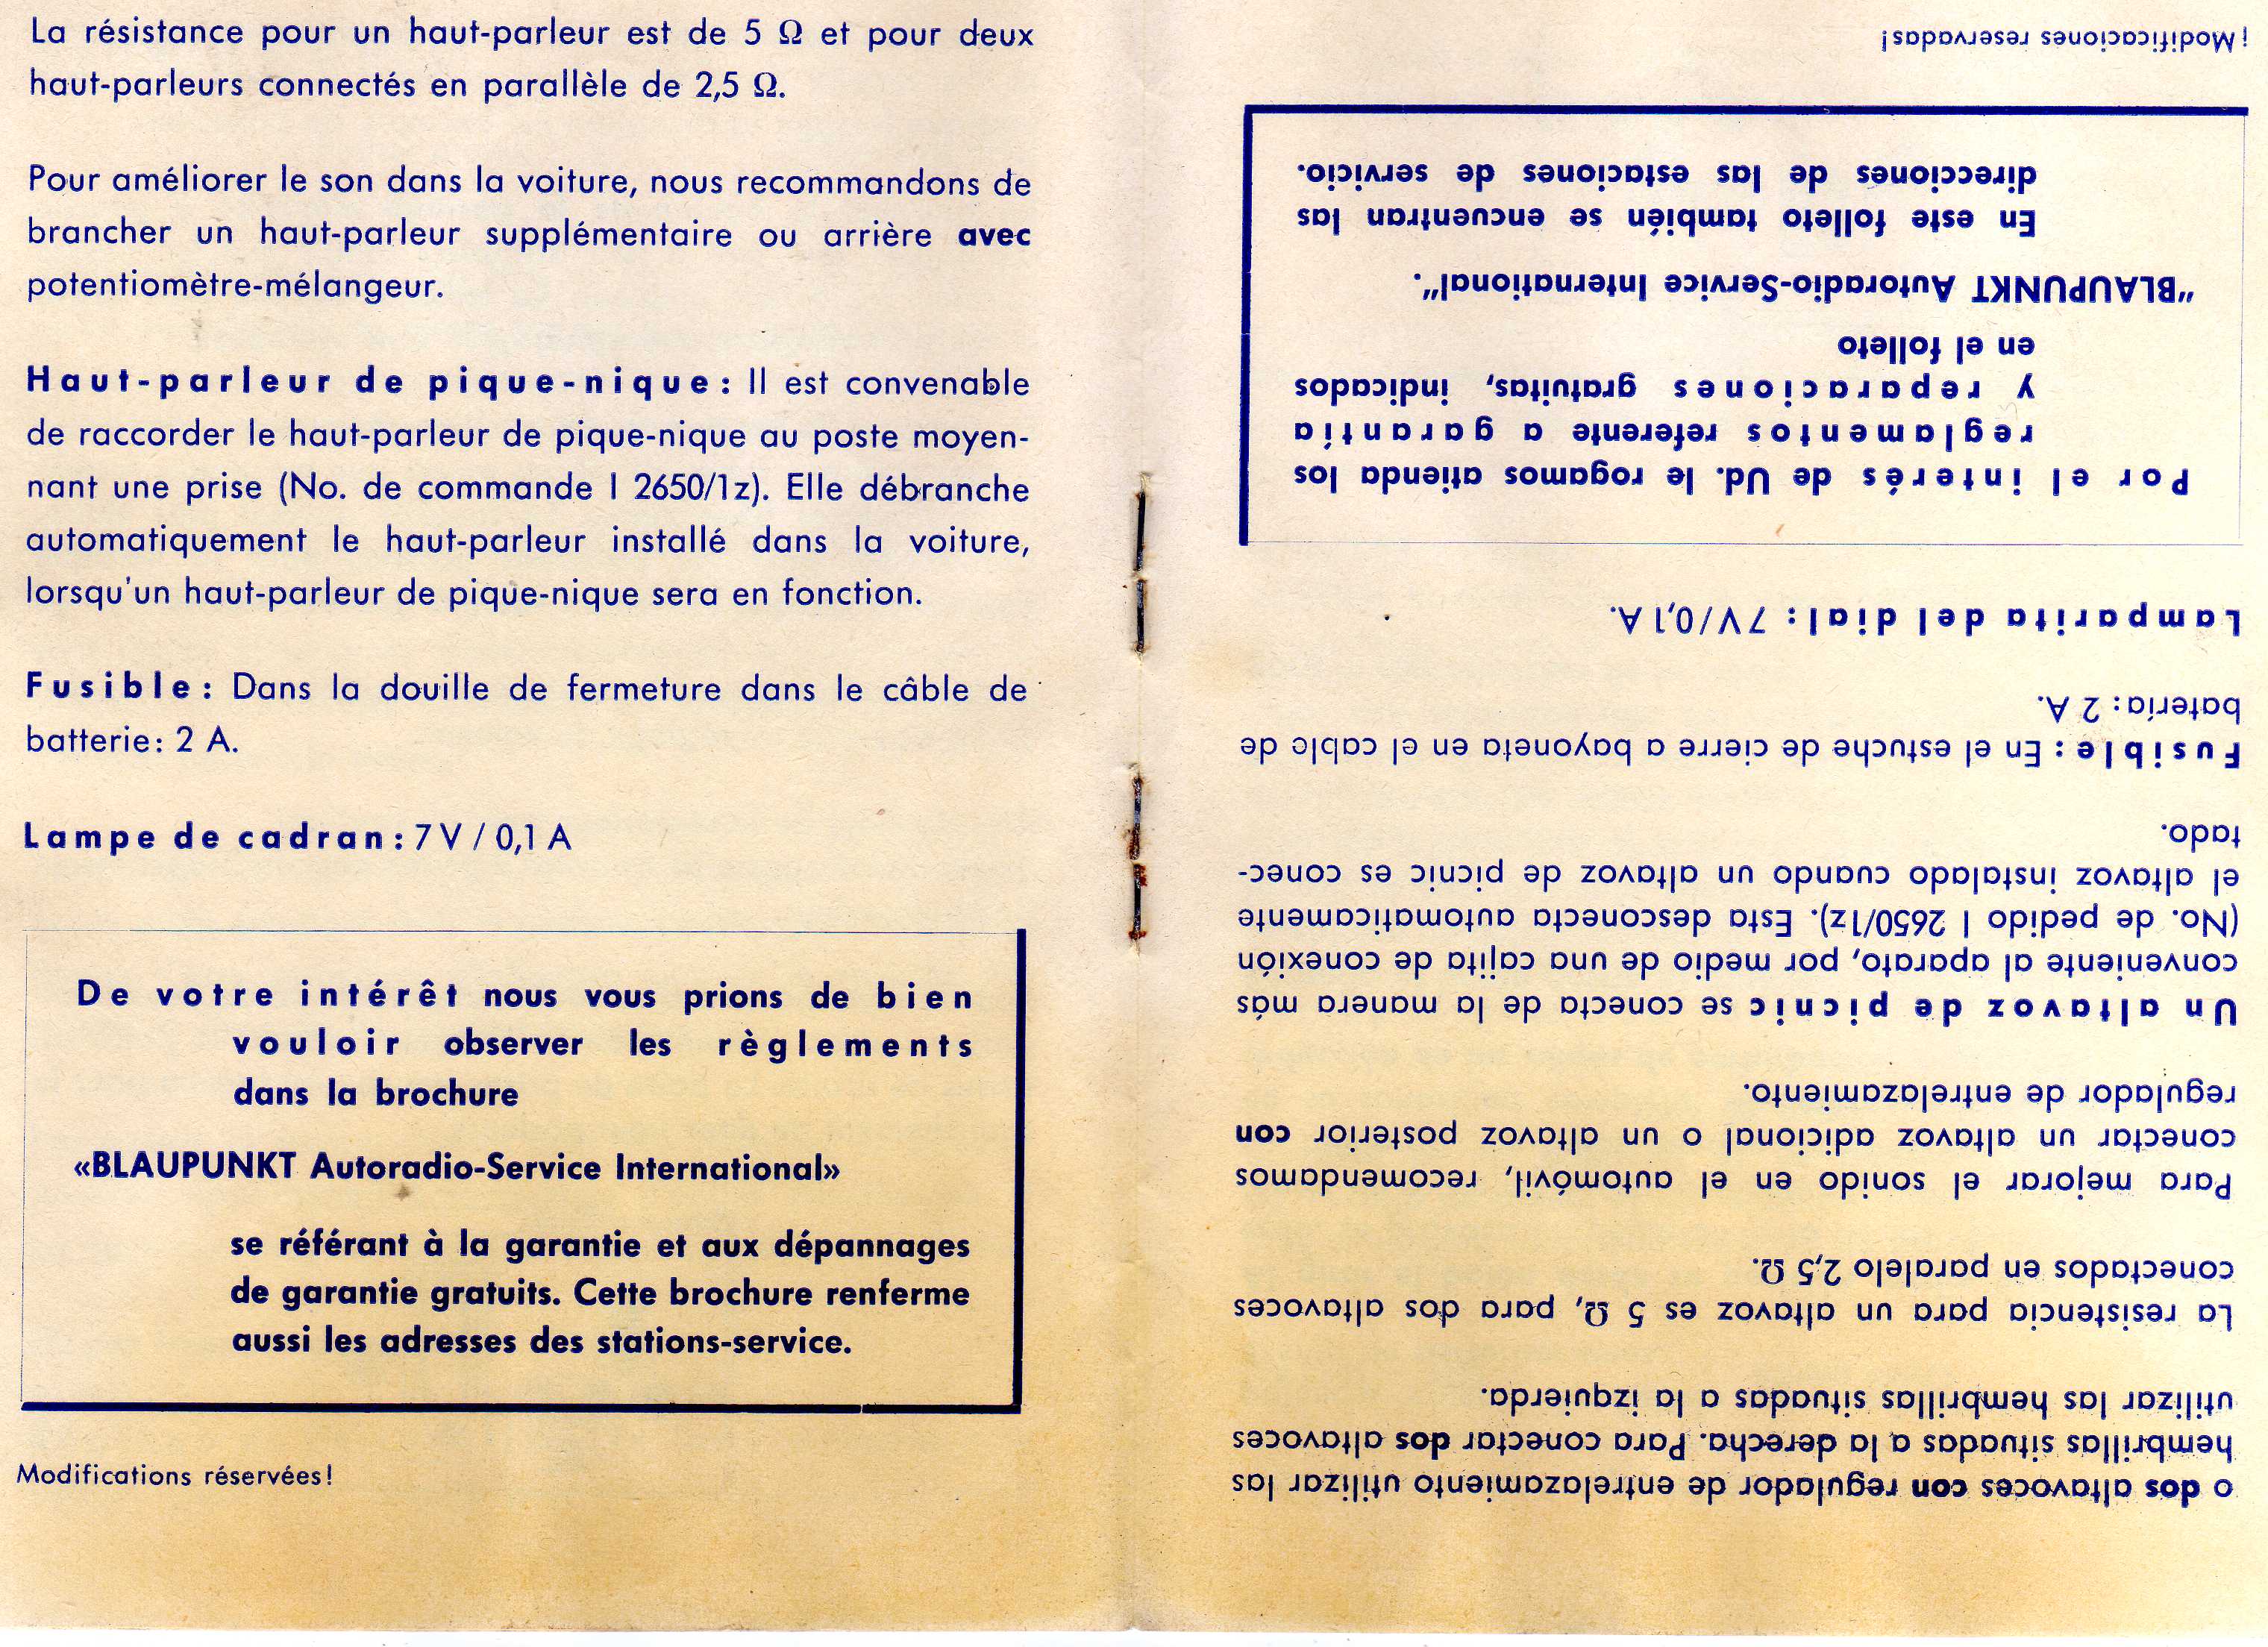 La résistance pour un haut-parleur est de 5 Ω et pour deux
haut-parleurs connectés en parallèle de 2,5 Ω.
Pour améliorer le son dans la voiture, nous recommandons de
brancher un haut-parleur supplémentaire ou arrière avec
potentiomètre-mélangeur.
Haut-parleur de pique-nique: Il est convenable
de raccorder le haut-parleur de pique-nique au poste moyen-
nant une prise (No. de commande I 2650/1z). Elle débranche
automatiquement le haut-parleur installé dans la voiture,
lorsqu'un haut-parleur de pique-nique sera en fonction.
Fusible: Dans la douille de fermeture dans le câble de
batterie: 2 A.
Lampe de cadran: 7 V / 0,1 A
De votre intérêt nous vous prions de bien
vouloir observer les règlements
dans la brochure
«BLAUPUNKT Autoradio-Service International»
se référant à la garantie et aux dépannages
de garantie gratuits. Cette brochure renferme
aussi les adresses des stations-service.
Modifications réservées!
o dos altavoces con regulador de entrelazamiento utilizar las
hembrillas situadas a la derecha. Para conectar dos altavoces
utilizar las hembrillas situadas a la izquierda.
La resistencia para un altavoz es 5 Ω, para dos altavoces
conectados en paralelo 2,5 Ω.
Para mejorar el sonido en el automóvil, recomendamos
conectar un altavoz adicional o un altavoz posterior con
regulador de entrelazamiento.
Un altavoz de picnic se conecta de la manera más
conveniente al aparato, por medio de una cajita de conexión
(No. de pedido I 2650/1z). Esta desconecta automaticamente
el altavoz instalado cuando un altavoz de picnic es conec-
tado.
Fusible: En el estuche de cierre a bayoneta en el cablc de
batería: 2 A.
Lamparita del dial: 7 V/0,1 A.
Por el interés de Ud. le rogamos atienda los
reglamentos referente a garantía
y reparaciones gratuitas, indicados
en el folleto
"BLAUPUNKT Autoradio-Service International".
En este folleto también se encuentran las
direcciones de las estaciones de servicio.
¡Modificaciones reservadas!